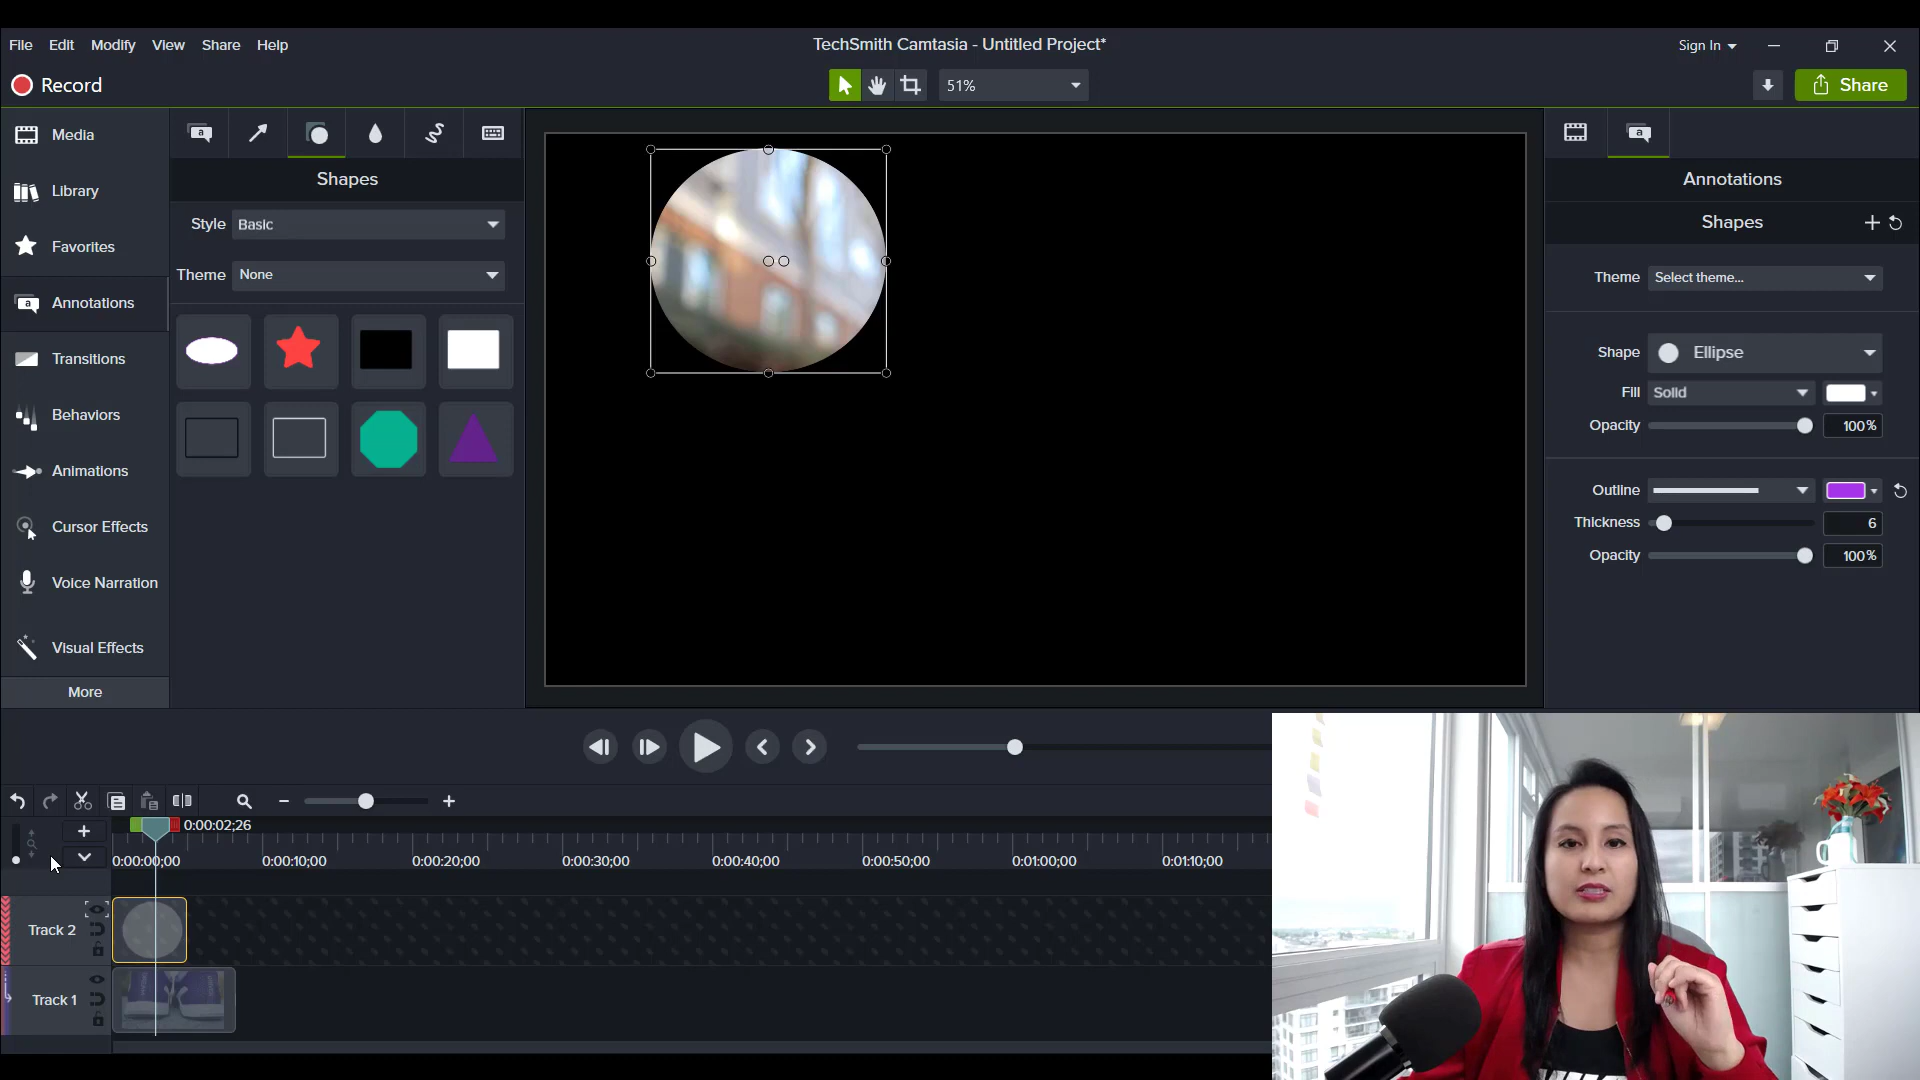 File Edit Modify View Share Help
TechSmith Camtasia - Untitled Project*
Sign In
Record
51%
Share
Media
Library
Favorites
Annotations
Transitions
Behaviors
Animations
Cursor Effects
Voice Narration
Visual Effects
More
a
Shapes
Style Basic
Theme None
Annotations
Shapes
Theme Select theme...
Shape Ellipse
Fill Solid
Opacity 100%
Outline
Thickness 6
Opacity 100%
0:00:02;26
0:00:00;00 0:00:10;00 0:00:20;00 0:00:30;00 0:00:40;00 0:00:50;00 0:01:00;00 0:01:10;00
Track 2
Track 1